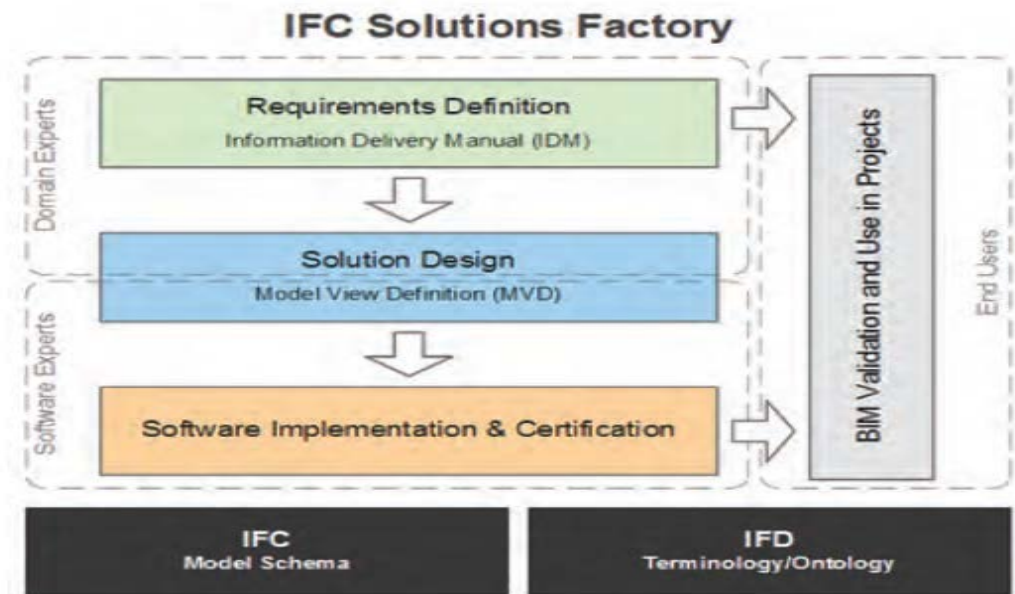 IFC Solutions Factory
Domain Experts
Requirements Definition
Information Delivery Manual (IDM)
Solution Design
Model View Definition (MVD)
Software Experts
Software Implementation & Certification
BIM Validation and Use in Projects
End Users
IFC
Model Schema
IFD
Terminology/Ontology